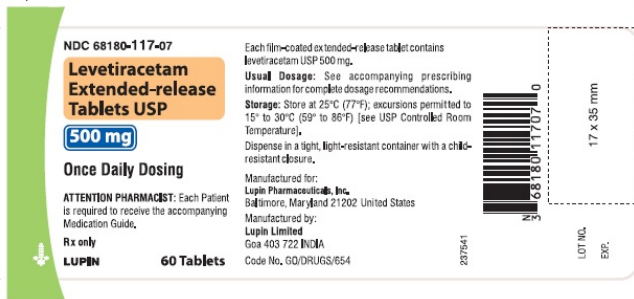 NDC 68180-117-07
Levetiracetam
Extended-release
Tablets USP
500 mg
Once Daily Dosing
ATTENTION PHARMACIST: Each Patient
is required to receive the accompanying
Medication Guide.
Rx only
LUPIN 60 Tablets
Each film-coated extended-release tablet contains
levetiracetam USP 500 mg.
Usual Dosage: See accompanying prescribing
information for complete dosage recommendations.
Storage: Store at 25°C (77°F); excursions permitted to
15° to 30°C (59° to 86°F) [see USP Controlled Room
Temperature].
Dispense in a tight, light-resistant container with a child-
resistant closure.
Manufactured for:
Lupin Pharmaceuticals, Inc.
Baltimore, Maryland 21202 United States
Manufactured by:
Lupin Limited
Goa 403 722 INDIA
Code No. GO/DRUGS/654
237541
N
3 68180 11707 0
17 x 35 mm
LOT NO.
EXP.